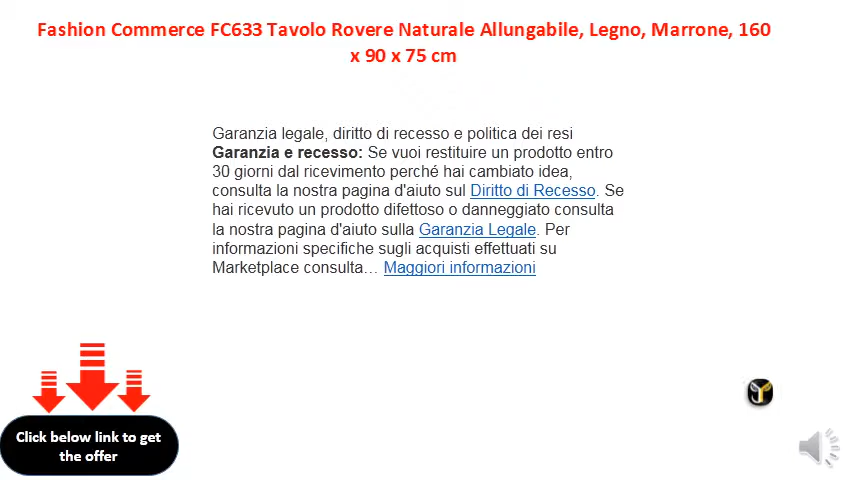 Fashion Commerce FC633 Tavolo Rovere Naturale Allungabile, Legno, Marrone, 160
x 90 x 75 cm
Garanzia legale, diritto di recesso e politica dei resi
Garanzia e recesso: Se vuoi restituire un prodotto entro
30 giorni dal ricevimento perché hai cambiato idea,
consulta la nostra pagina d'aiuto sul Diritto di Recesso. Se
hai ricevuto un prodotto difettoso o danneggiato consulta
la nostra pagina d'aiuto sulla Garanzia Legale. Per
informazioni specifiche sugli acquisti effettuati su
Marketplace consulta… Maggiori informazioni
Click below link to get
the offer